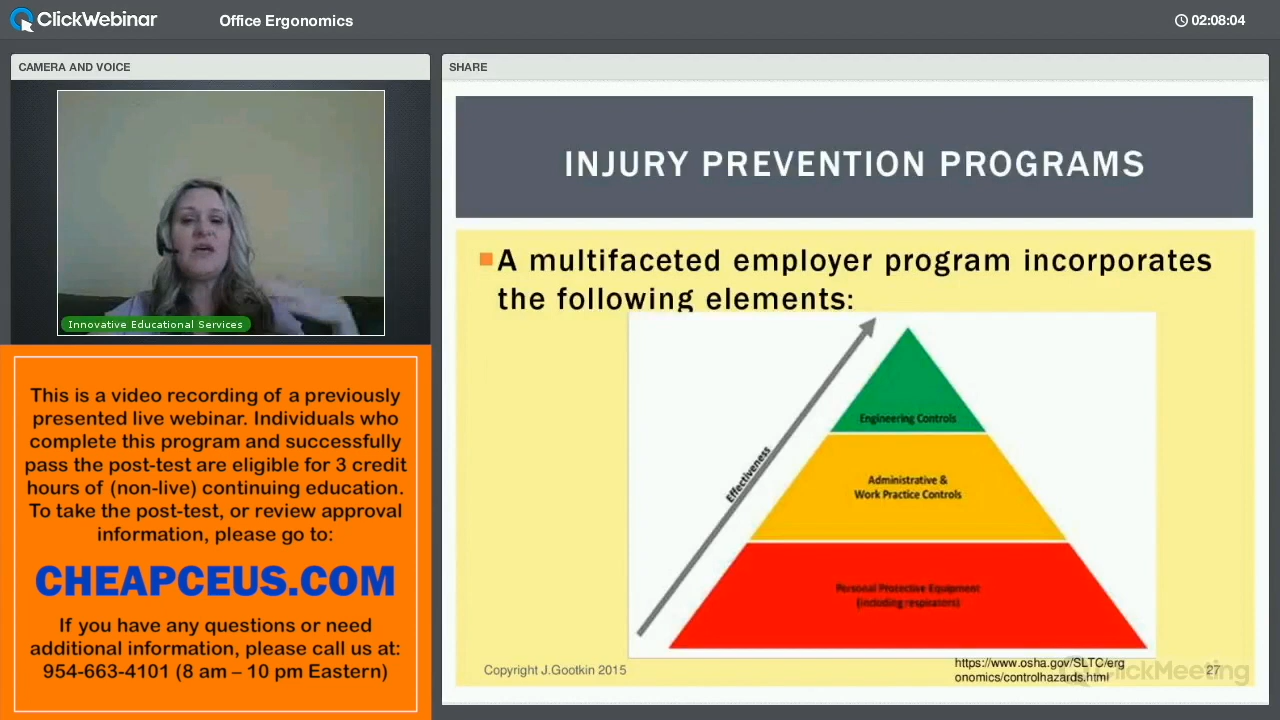 ClickWebinar
Office Ergonomics
02:08:04
CAMERA AND VOICE
Innovative Educational Services
This is a video recording of a previously
presented live webinar. Individuals who
complete this program and successfully
pass the post-test are eligible for 3 credit
hours of (non-live) continuing education.
To take the post-test, or review approval
information, please go to:
CHEAPCEUS.COM
If you have any questions or need
additional information, please call us at:
954-663-4101 (8 am – 10 pm Eastern)
SHARE
INJURY PREVENTION PROGRAMS
A multifaceted employer program incorporates
the following elements:
Effectiveness
Engineering Controls
Administrative &
Work Practice Controls
Personal Protective Equipment
(including respirators)
Copyright J.Gootkin 2015
https://www.osha.gov/SLTC/erg
onomics/controlhazards.html
27
ClickMeeting